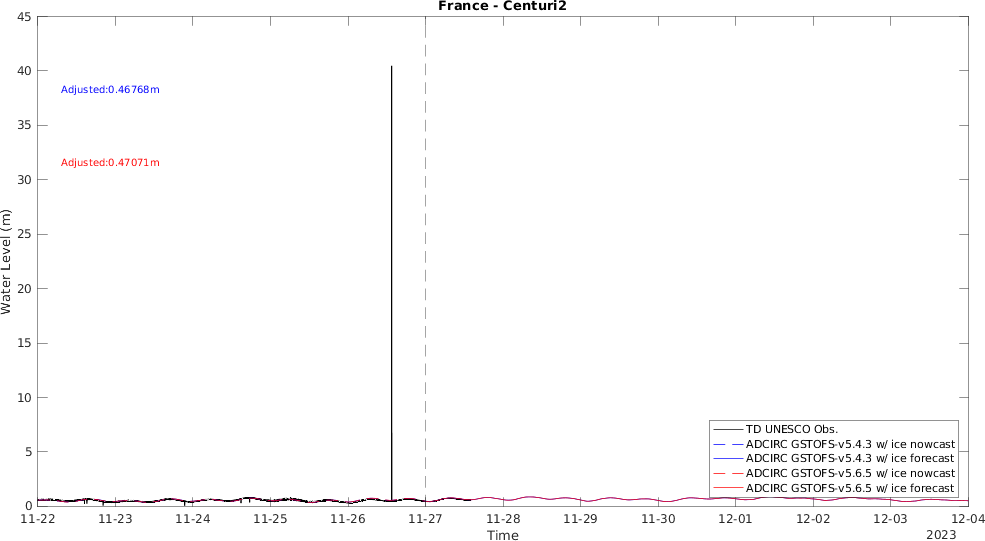 France - Centuri2
45
40
35
30
25
20
15
10
5
0
Water Level (m)
Adjusted:0.46768m
Adjusted:0.47071m
TD UNESCO Obs.
ADCIRC GSTOFS-v5.4.3 w/ ice nowcast
ADCIRC GSTOFS-v5.4.3 w/ ice forecast
ADCIRC GSTOFS-v5.6.5 w/ ice nowcast
ADCIRC GSTOFS-v5.6.5 w/ ice forecast
11-22 11-23 11-24 11-25 11-26 11-27 11-28 11-29 11-30 12-01 12-02 12-03 12-04
Time
2023